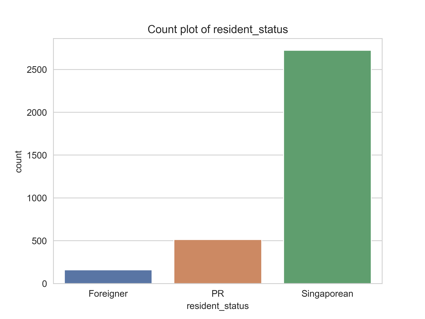 Count plot of resident_status
2500
2000
1500
1000
500
0
count
Foreigner PR Singaporean
resident_status